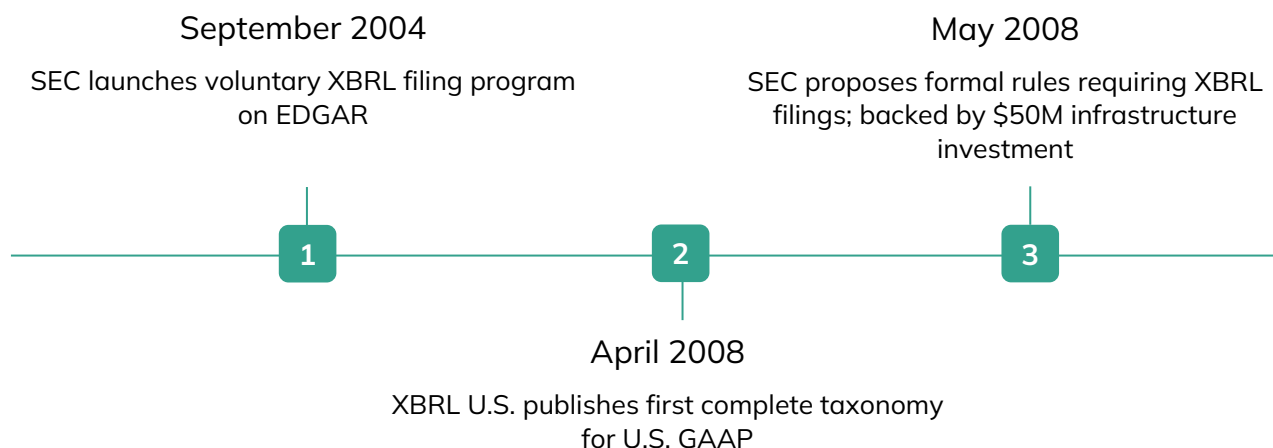 September 2004
SEC launches voluntary XBRL filing program
on EDGAR
May 2008
SEC proposes formal rules requiring XBRL
filings; backed by $50M infrastructure
investment
1
2
3
April 2008
XBRL U.S. publishes first complete taxonomy
for U.S. GAAP